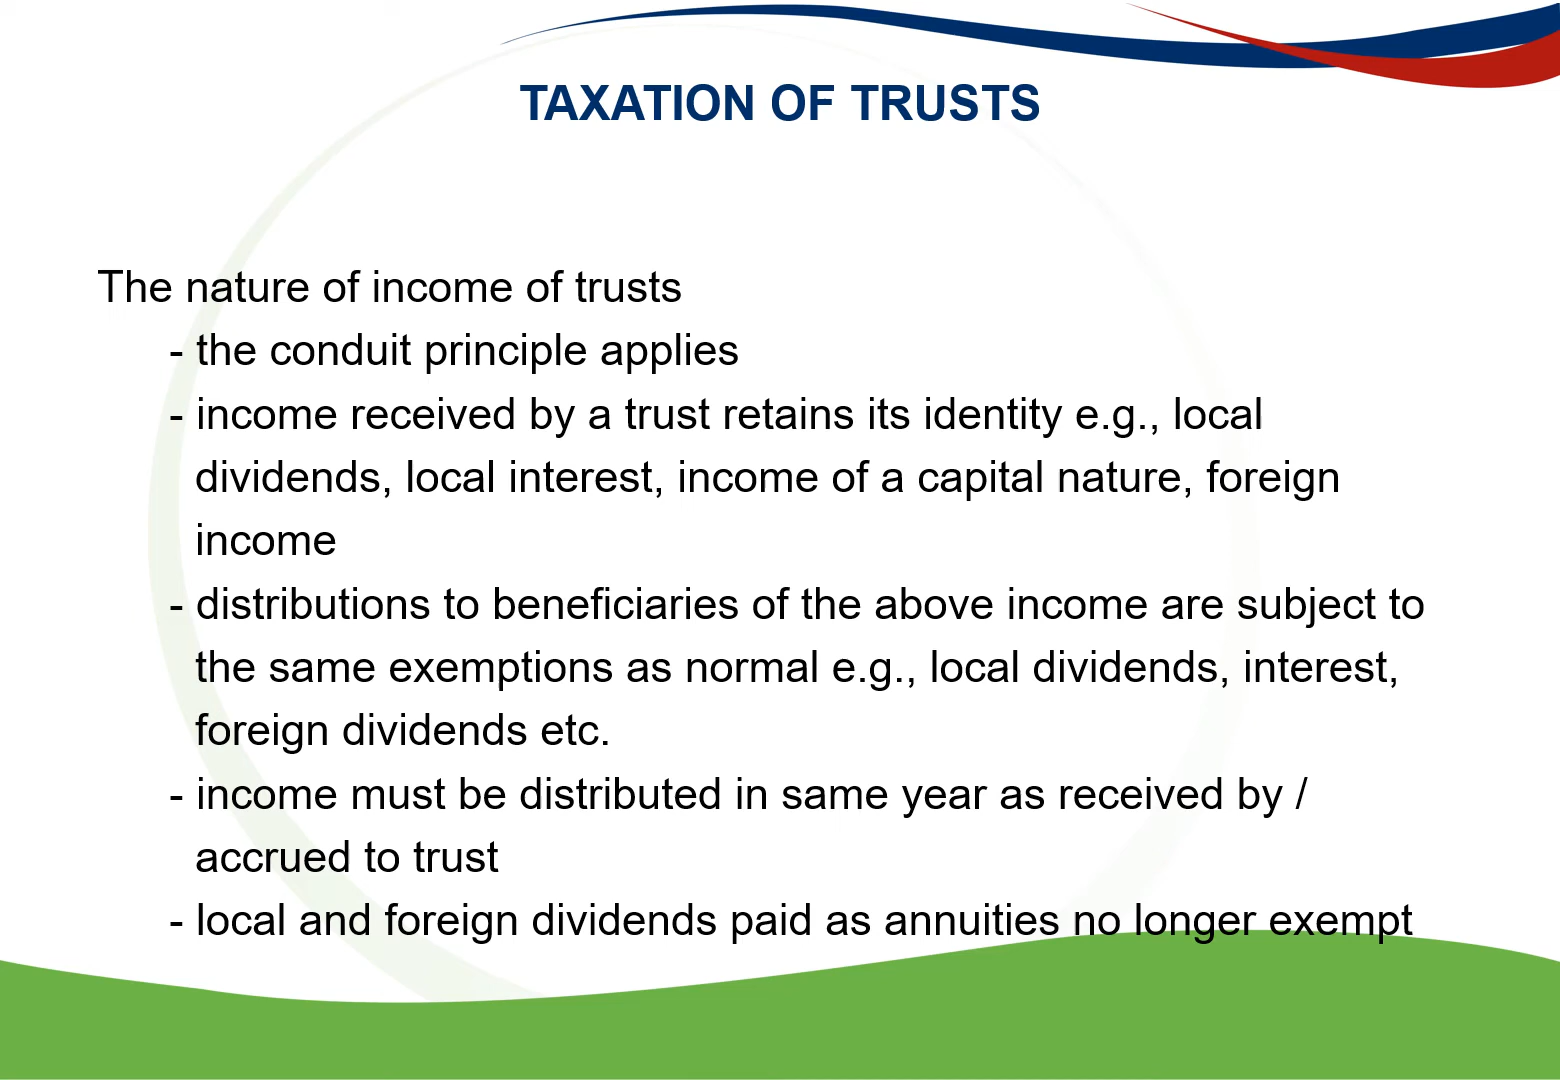 TAXATION OF TRUSTS
The nature of income of trusts
- the conduit principle applies
- income received by a trust retains its identity e.g., local
dividends, local interest, income of a capital nature, foreign
income
- distributions to beneficiaries of the above income are subject to
the same exemptions as normal e.g., local dividends, interest,
foreign dividends etc.
- income must be distributed in same year as received by /
accrued to trust
- local and foreign dividends paid as annuities no longer exempt